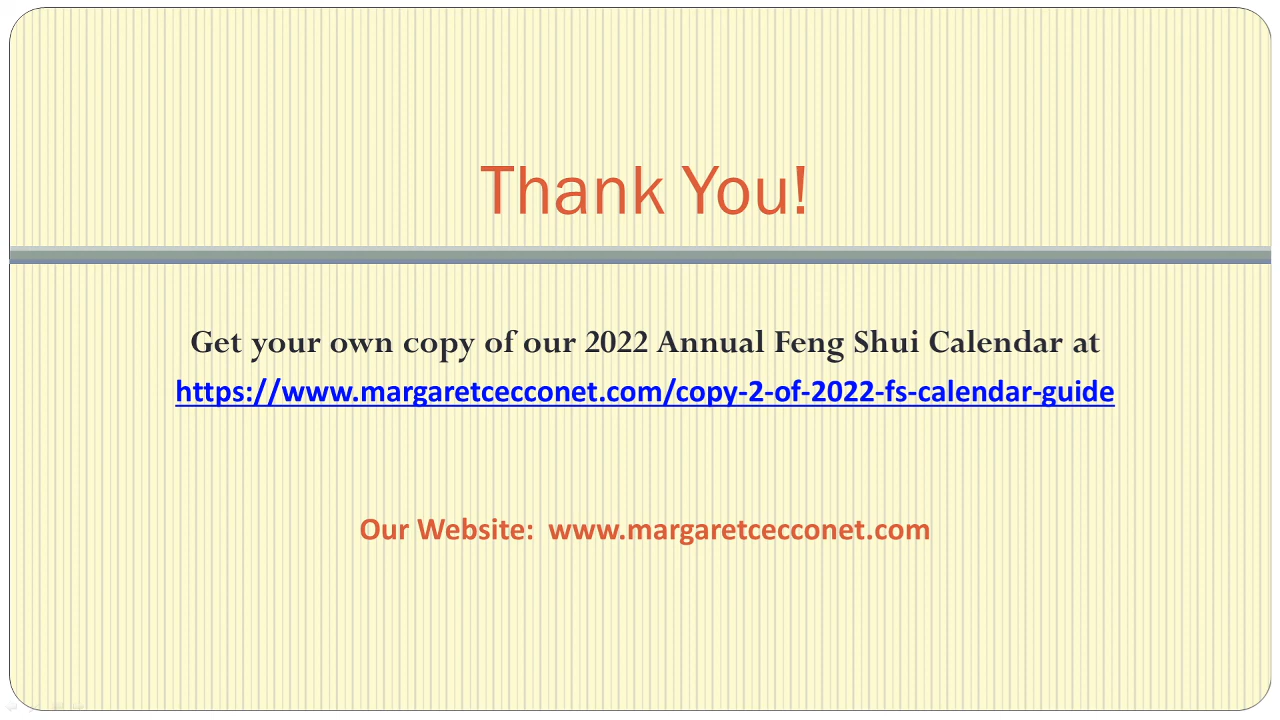 Thank You!
Get your own copy of our 2022 Annual Feng Shui Calendar at
https://www.margaretcecconet.com/copy-2-of-2022-fs-calendar-guide
Our Website: www.margaretcecconet.com